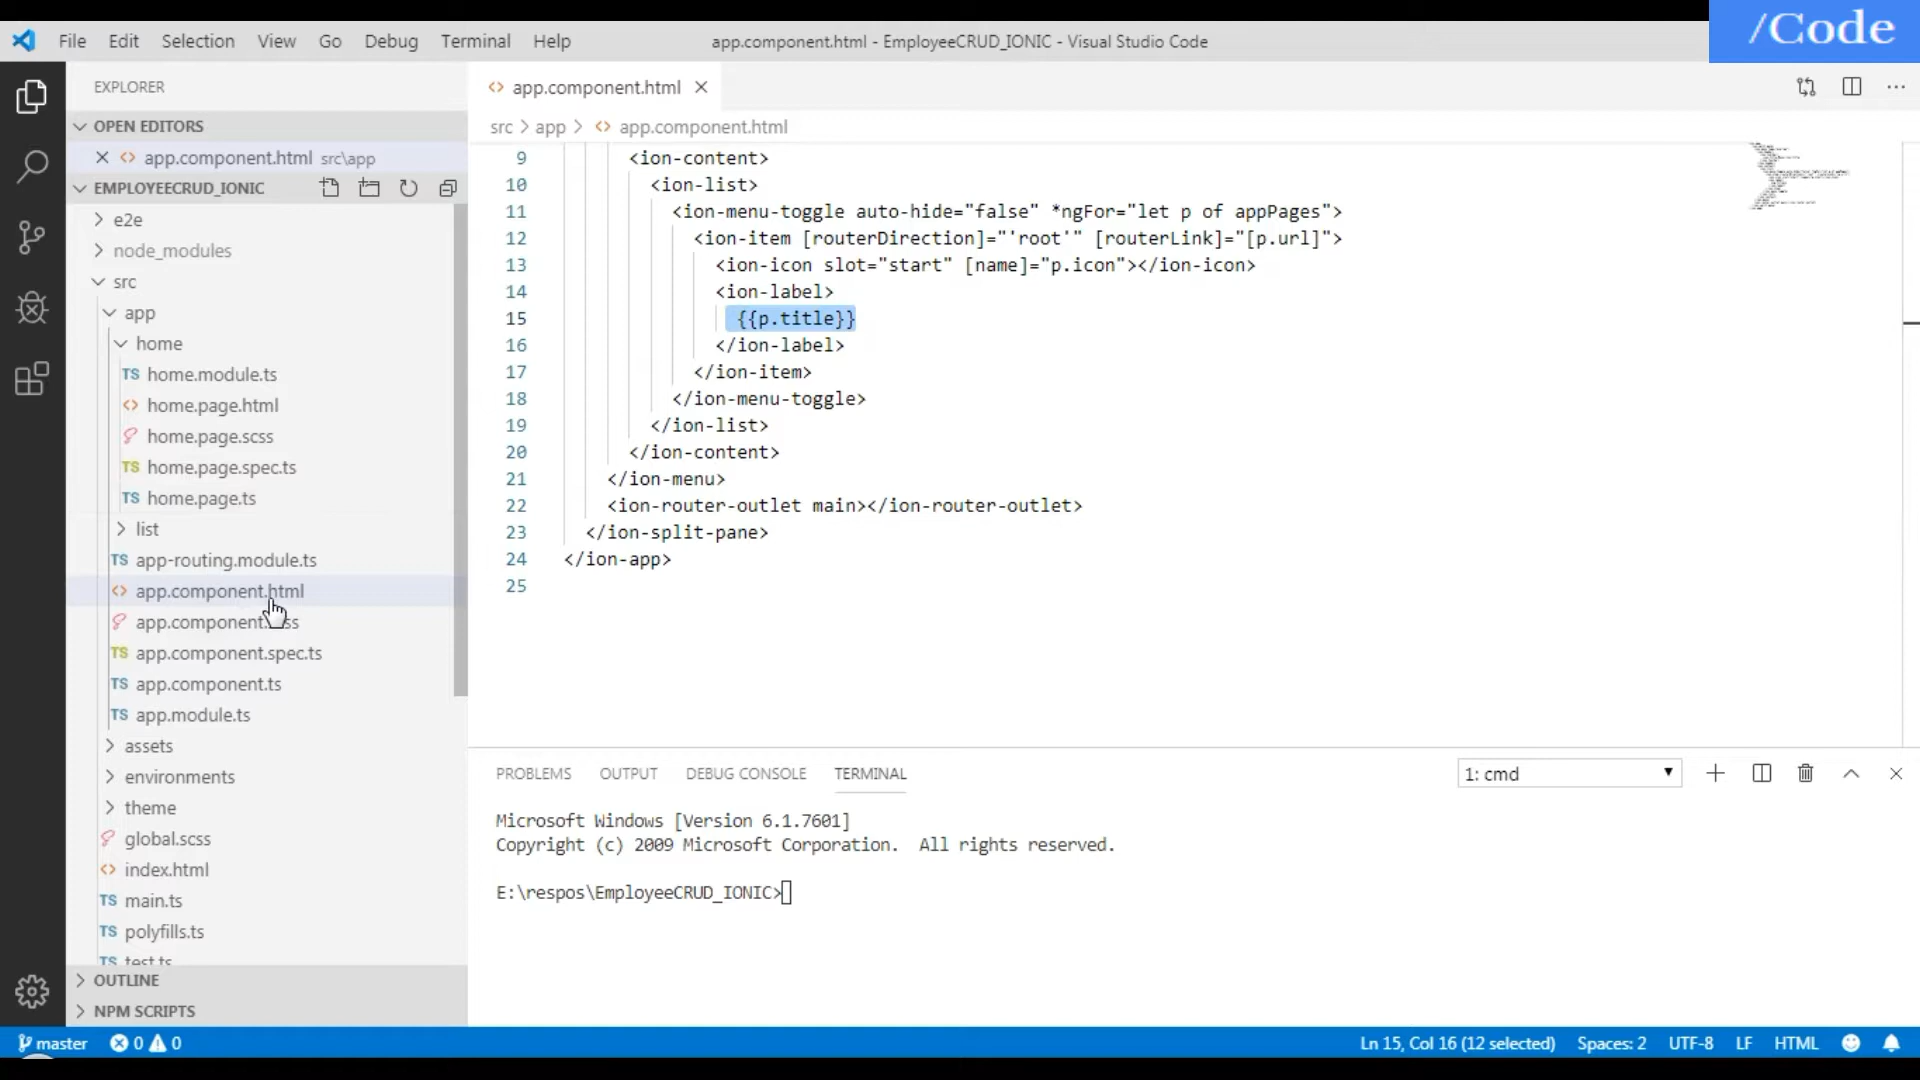 /Code
File Edit Selection View Go Debug Terminal Help
app.component.html - EmployeeCRUD_IONIC - Visual Studio Code
EXPLORER
OPEN EDITORS
app.component.html src\app
EMPLOYEECRUD_IONIC
e2e
node_modules
src
app
home
TS home.module.ts
home.page.html
home.page.scss
TS home.page.spec.ts
TS home.page.ts
list
TS app-routing.module.ts
app.component.html
TS app.component.spec.ts
TS app.component.ts
TS app.module.ts
assets
environments
theme
global.scss
index.html
TS main.ts
TS polyfills.ts
TS test.ts
OUTLINE
NPM SCRIPTS
app.component.html
src > app > app.component.html
9 <ion-content>
10 <ion-list>
11 <ion-menu-toggle auto-hide="false" *ngFor="let p of appPages">
12 <ion-item [routerDirection]="'root'" [routerLink]="[p.url]">
13 <ion-icon slot="start" [name]="p.icon"></ion-icon>
14 <ion-label>
15 {{p.title}}
16 </ion-label>
17 </ion-item>
18 </ion-menu-toggle>
19 </ion-list>
20 </ion-content>
21 </ion-menu>
22 <ion-router-outlet main></ion-router-outlet>
23 </ion-split-pane>
24 </ion-app>
25
PROBLEMS OUTPUT DEBUG CONSOLE TERMINAL
1: cmd
Microsoft Windows [Version 6.1.7601]
Copyright (c) 2009 Microsoft Corporation. All rights reserved.
E:\respos\EmployeeCRUD_IONIC>
master 0 0
Ln 15, Col 16 (12 selected) Spaces: 2 UTF-8 LF HTML